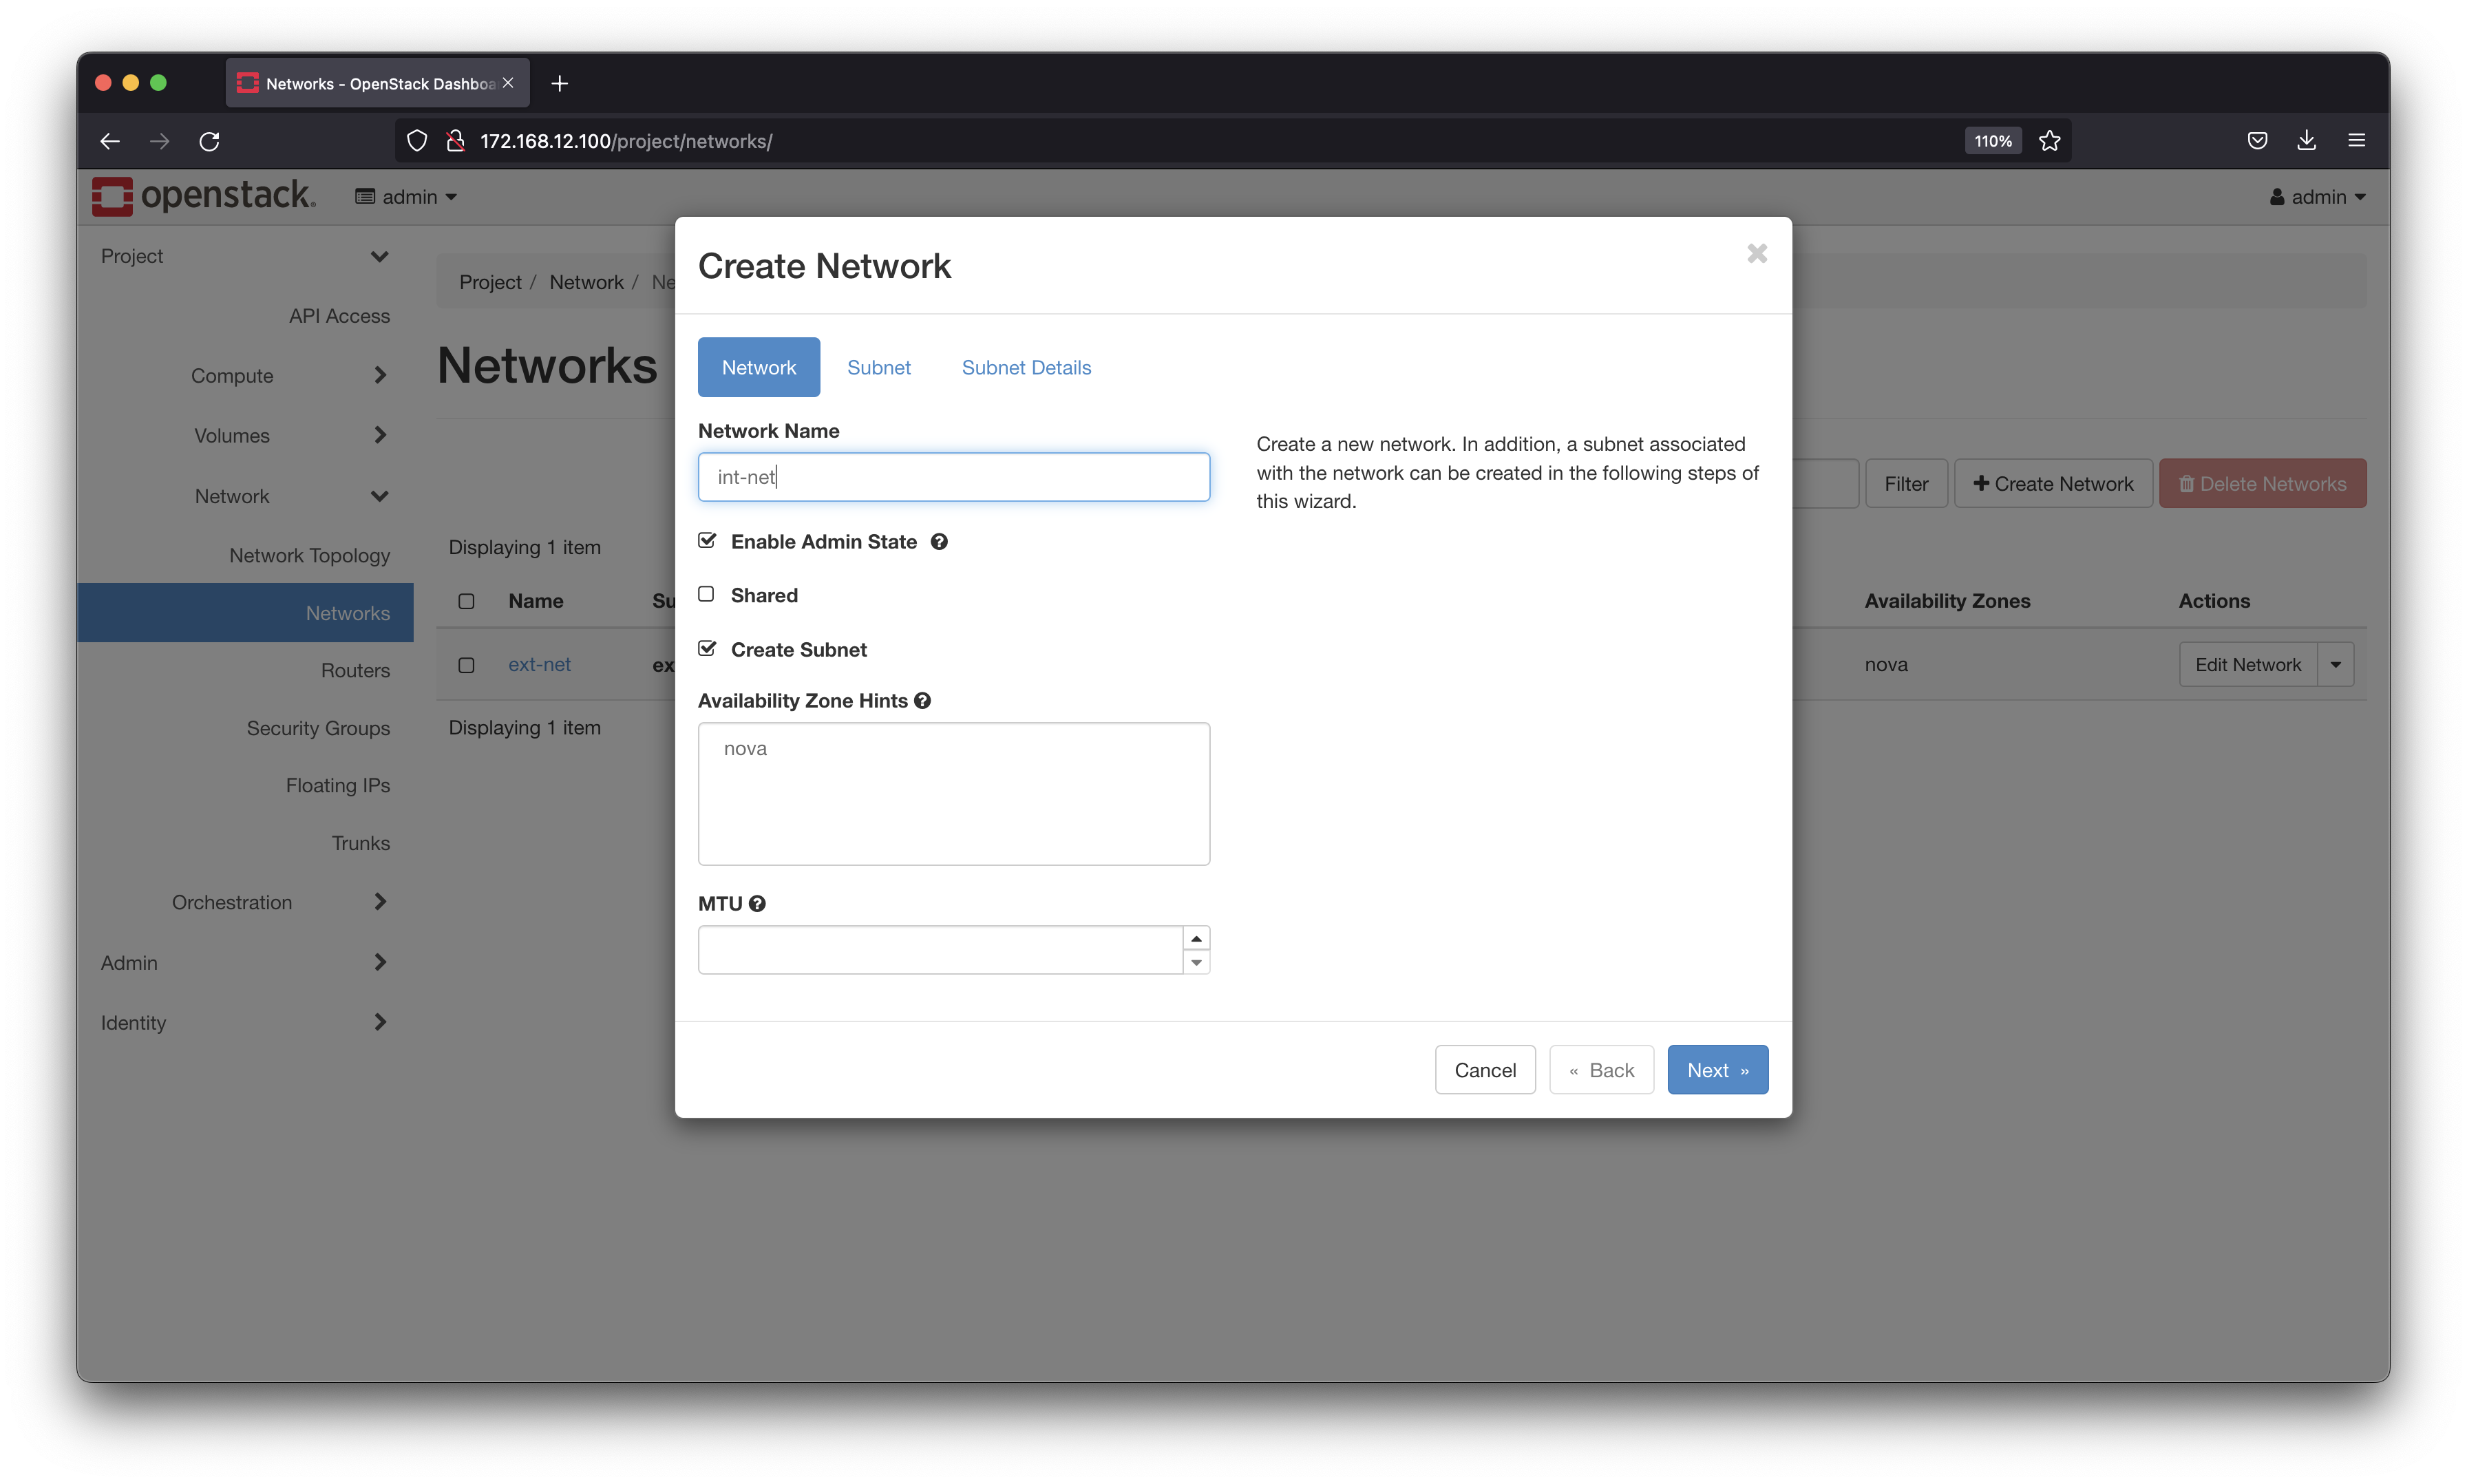 Networks - OpenStack Dashboa
172.168.12.100/project/networks/
110%
openstack.
admin
admin
Project
API Access
Compute
Volumes
Network
Network Topology
Networks
Routers
Security Groups
Floating IPs
Trunks
Orchestration
Admin
Identity
Project / Network / Ne
Networks
Filter
Create Network
Delete Networks
Displaying 1 item
Name Su Availability Zones Actions
ext-net ex nova Edit Network
Displaying 1 item
Create Network
Network Subnet Subnet Details
Network Name
int-net
Enable Admin State
Shared
Create Subnet
Availability Zone Hints
nova
MTU
Create a new network. In addition, a subnet associated
with the network can be created in the following steps of
this wizard.
Cancel « Back Next »